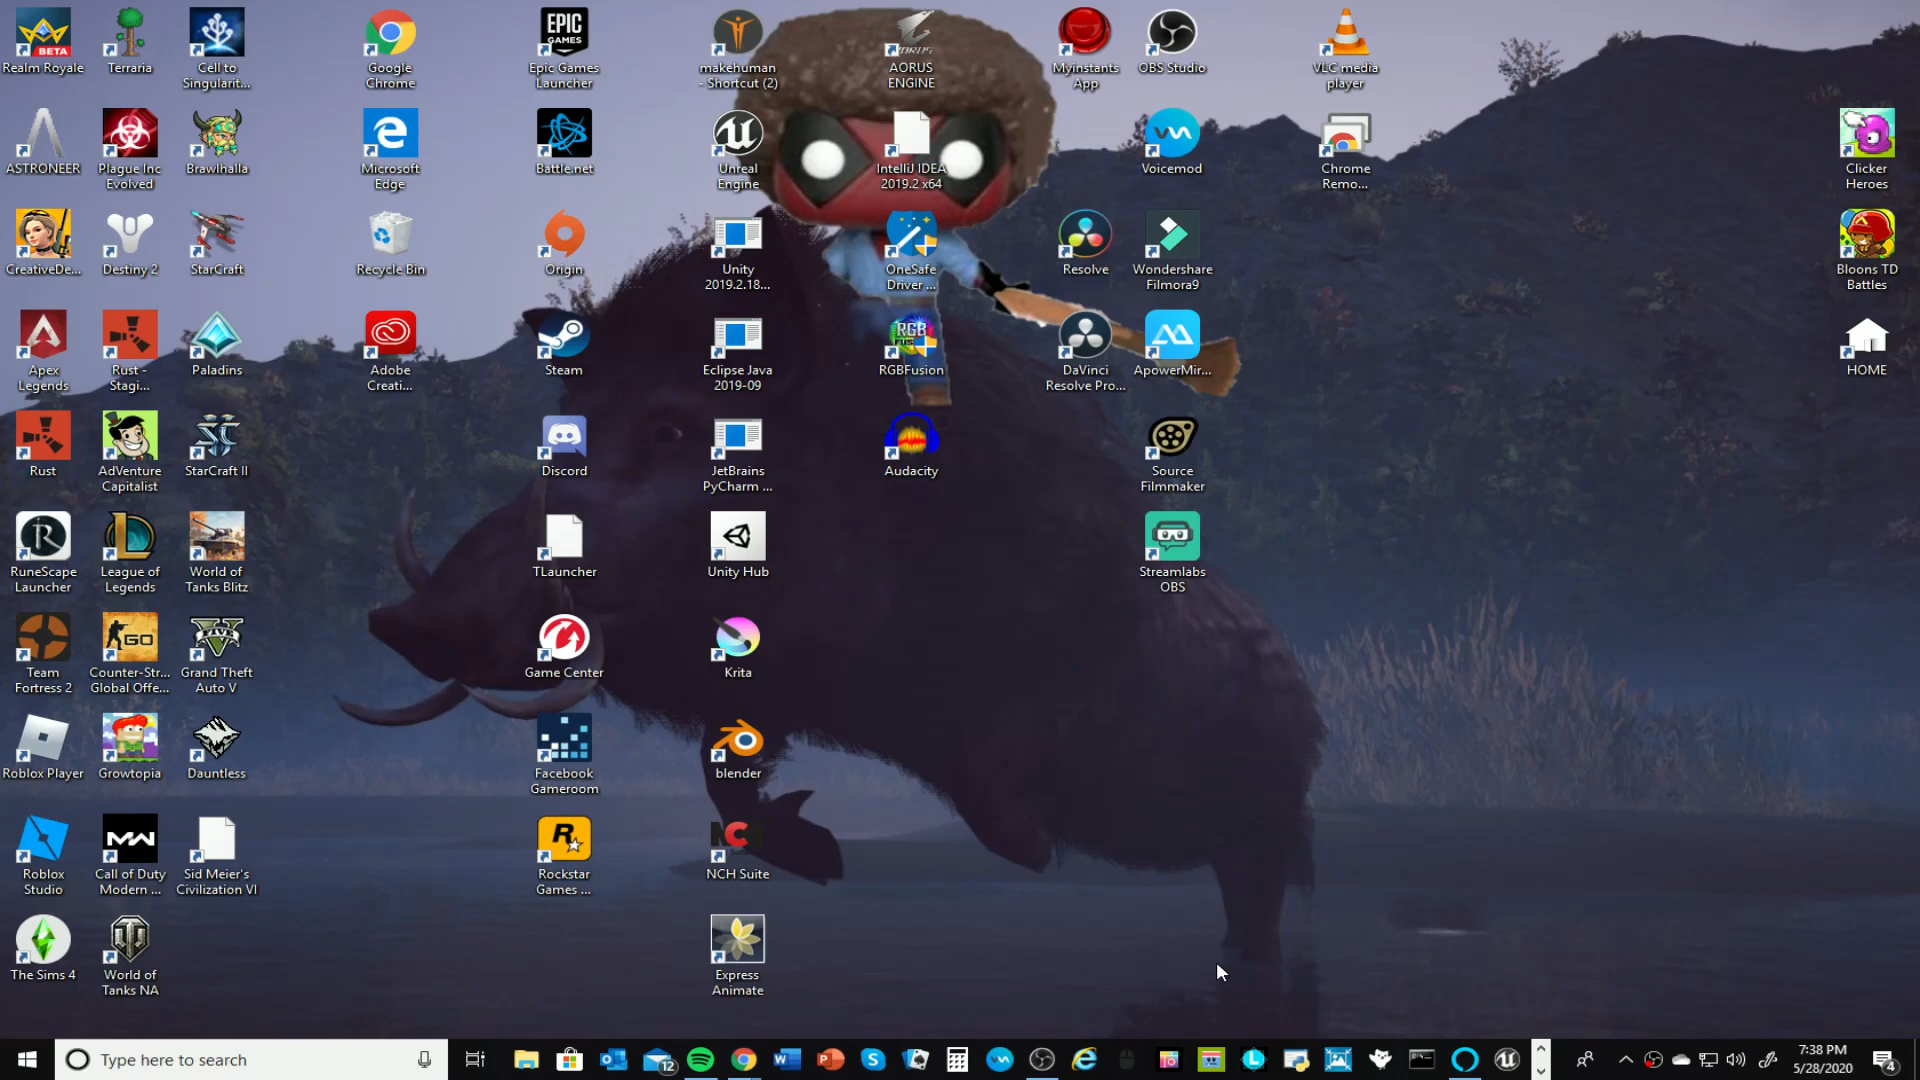 BETA
Realm Royale
Terraria
Cell to
Singularit...
Google
Chrome
EPIC
GAMES
Epic Games
Launcher
makehuman
- Shortcut (2)
AORUS
ENGINE
Myinstants
App
OBS Studio
VLC media
player
ASTRONEER
Plague Inc
Evolved
Brawlhalla
Microsoft
Edge
Battle.net
Unreal
Engine
IntelliJ IDEA
2019.2 x64
Voicemod
Chrome
Remo...
Clicker
Heroes
CreativeDe...
Destiny 2
StarCraft
Recycle Bin
Origin
Unity
2019.2.18...
OneSafe
Driver ...
Resolve
Wondershare
Filmora9
Bloons TD
Battles
Apex
Legends
Rust -
Stagi...
Paladins
Adobe
Creati...
Steam
Eclipse Java
2019-09
RGB
FUSION
RGBFusion
DaVinci
Resolve Pro...
ApowerMir...
HOME
Rust
AdVenture
Capitalist
StarCraft II
Discord
JetBrains
PyCharm ...
Audacity
Source
Filmmaker
RuneScape
Launcher
League of
Legends
World of
Tanks Blitz
TLauncher
Unity Hub
Streamlabs
OBS
Team
Fortress 2
GO
Counter-Str...
Global Offe...
V
FIVE
Grand Theft
Auto V
Game Center
Krita
Roblox Player
Growtopia
Dauntless
Facebook
Gameroom
blender
Roblox
Studio
MW
Call of Duty
Modern ...
Sid Meier's
Civilization VI
R
Rockstar
Games ...
NCH
NCH Suite
The Sims 4
World of
Tanks NA
Express
Animate
Type here to search
12
7:38 PM
5/28/2020
4